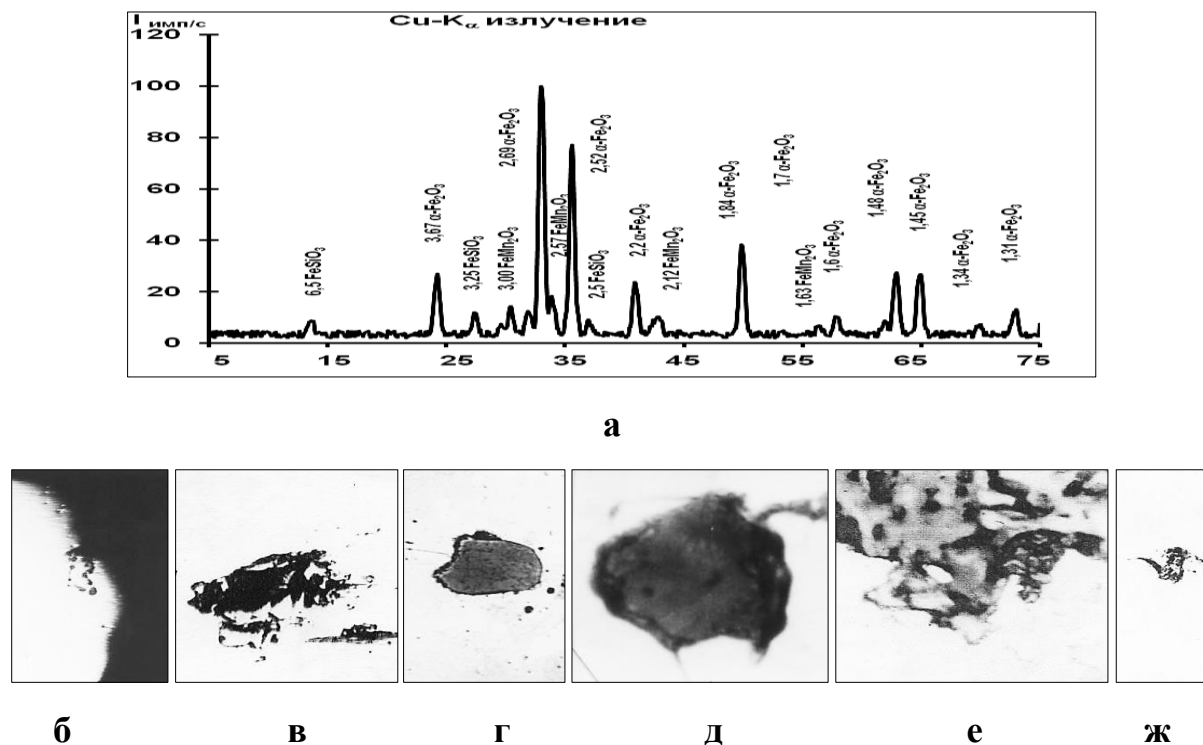 I имп/с
Cu-Kα излучение
120
100
80
60
40
20
0
6,5 FeSiO₃
3,67 α-Fe₂O₃
3,25 FeSiO₃
3,00 FeMn₂O₃
2,69 α-Fe₂O₃
2,57 FeMn₂O₃
2,52 α-Fe₂O₃
2,5 FeSiO₃
2,2 α-Fe₂O₃
2,12 FeMn₂O₃
1,84 α-Fe₂O₃
1,7 α-Fe₂O₃
1,63 FeMn₂O₃
1,6 α-Fe₂O₃
1,48 α-Fe₂O₃
1,45 α-Fe₂O₃
1,34 α-Fe₂O₃
1,31 α-Fe₂O₃
5 15 25 35 45 55 65 75
а
б в г д е ж